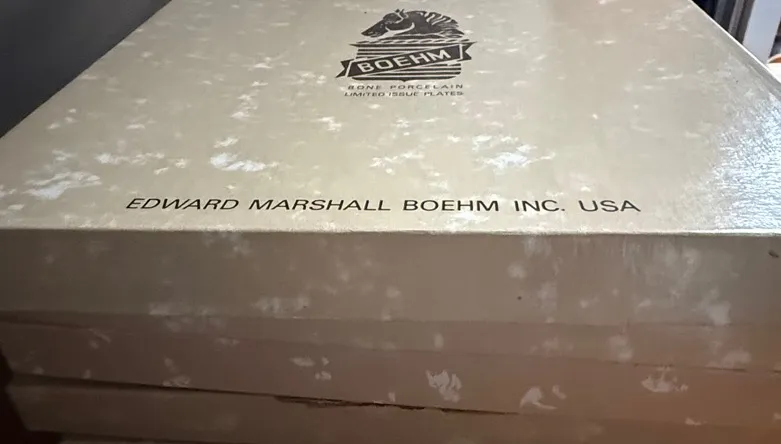 BOEHM
BONE PORCELAIN
LIMITED ISSUE PLATES
EDWARD MARSHALL BOEHM INC. USA